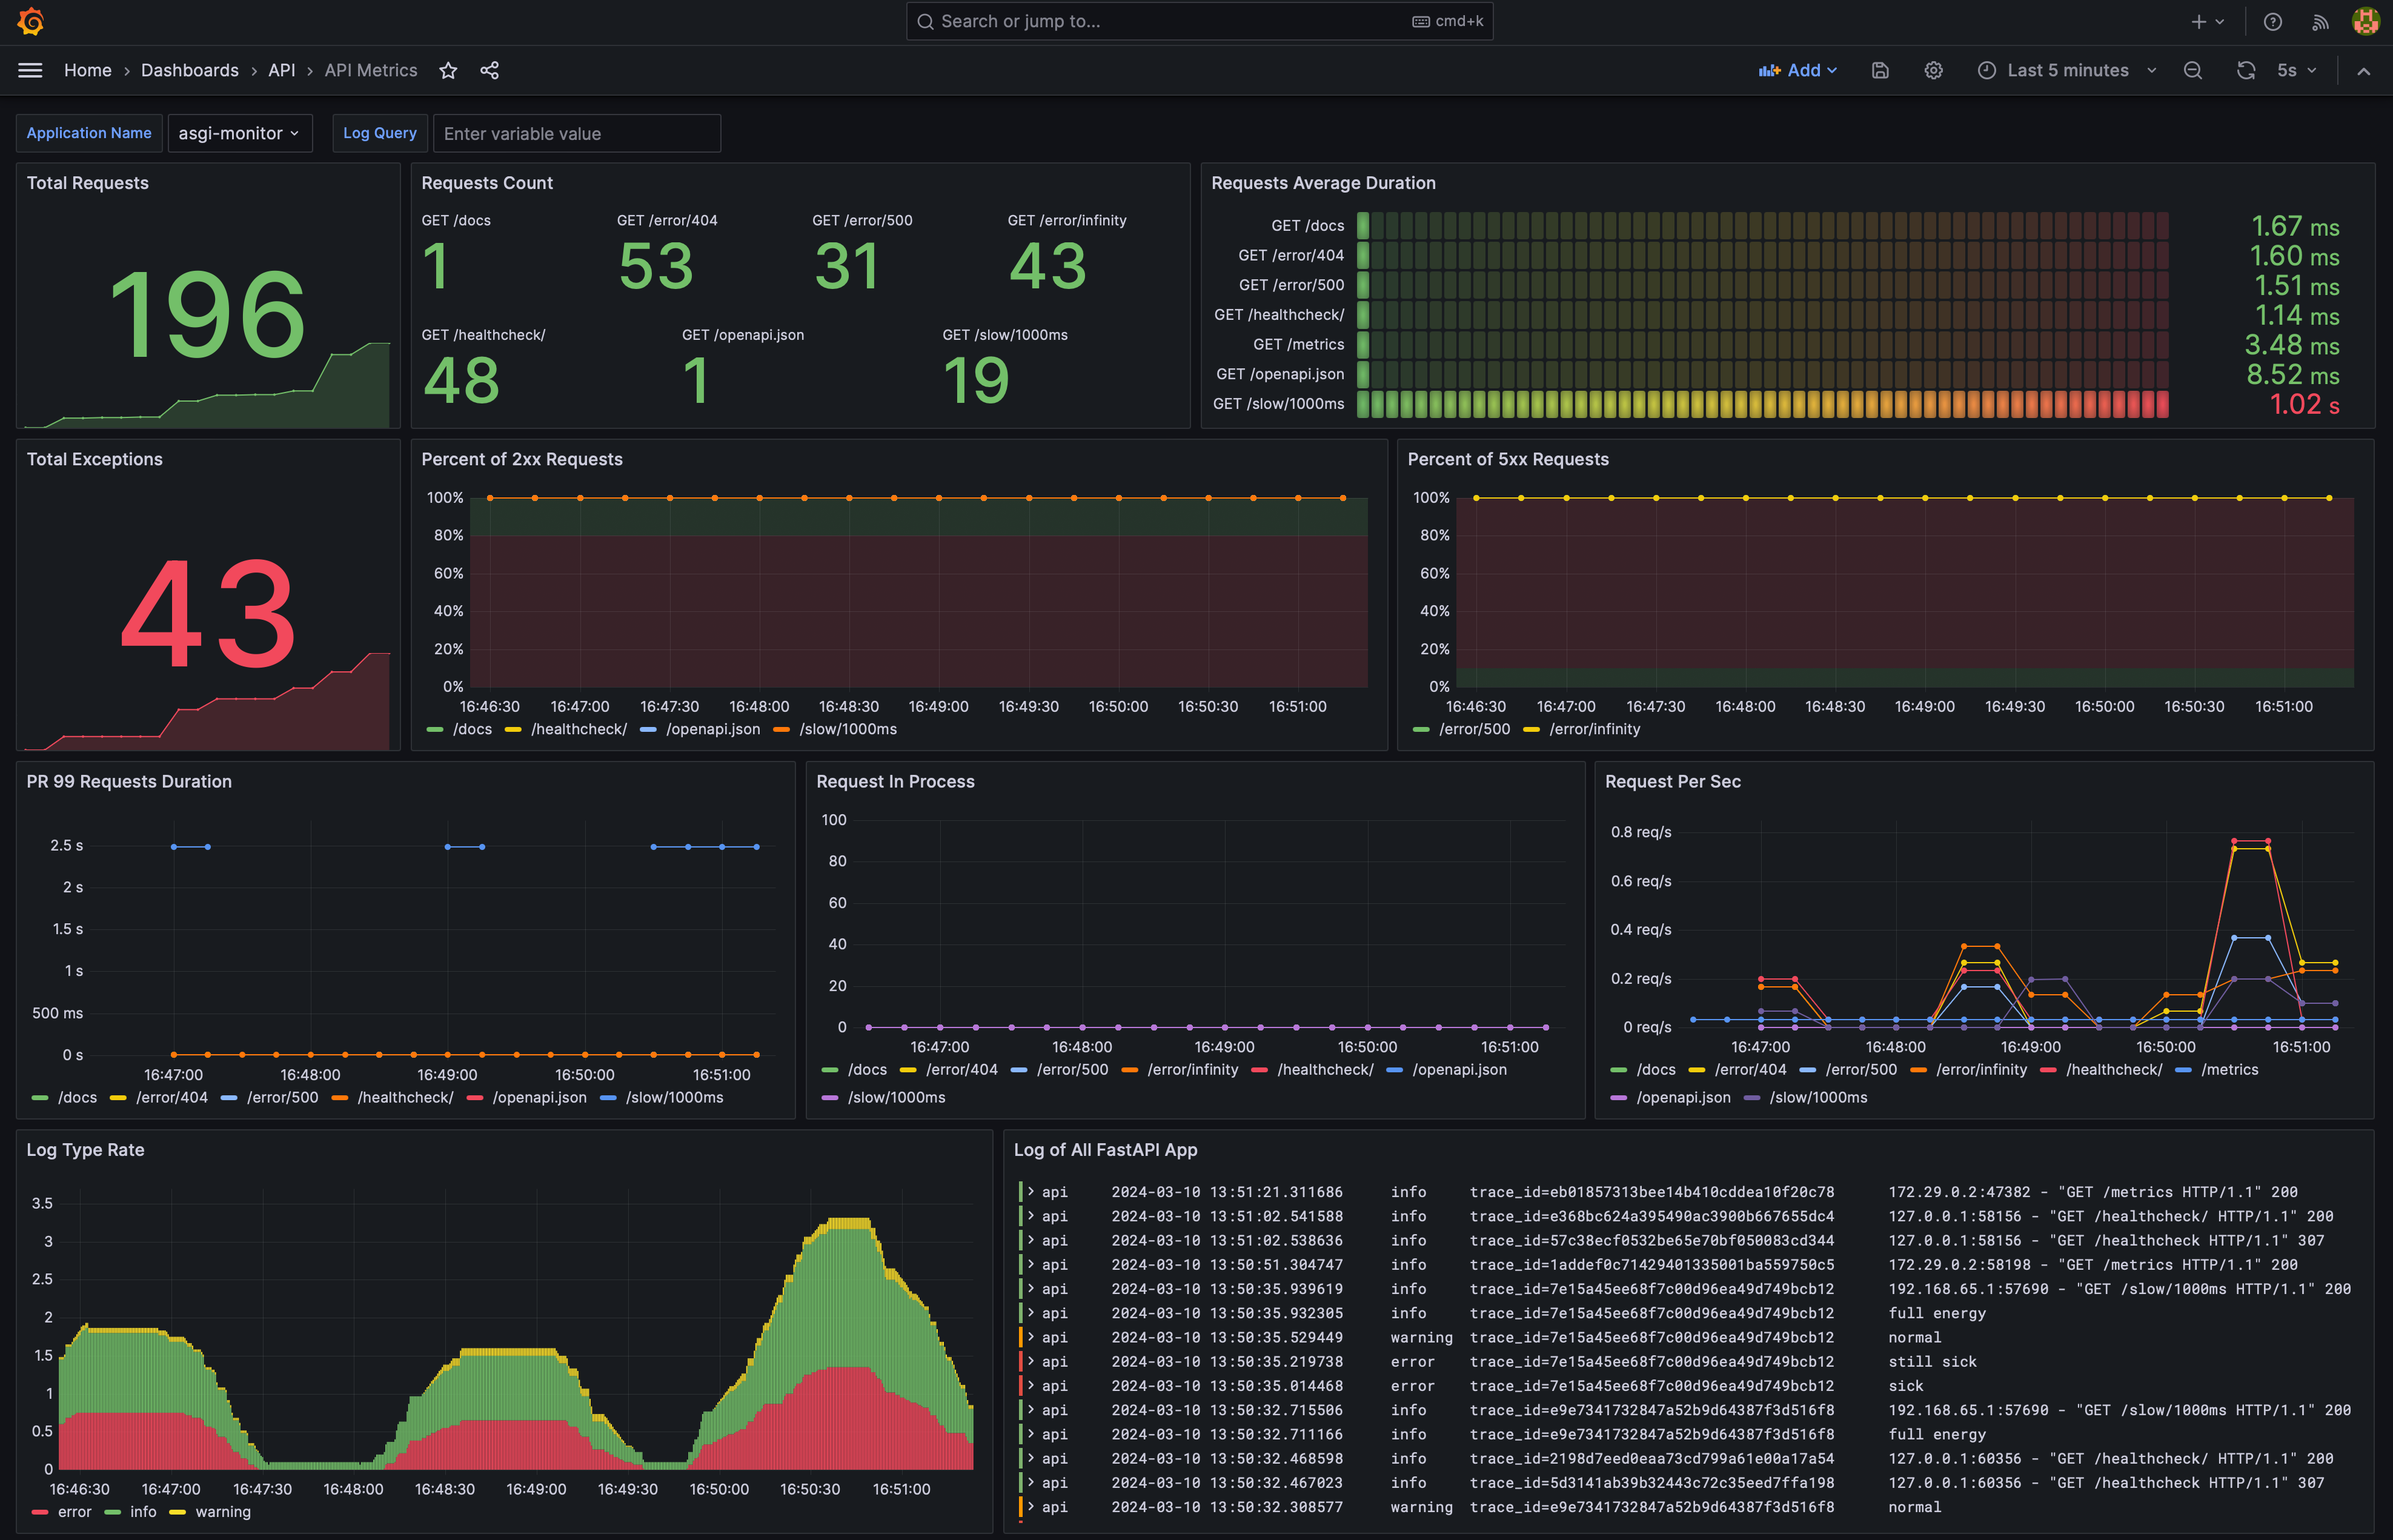 Search or jump to... cmd+k
Home › Dashboards › API › API Metrics Add Last 5 minutes 5s
Application Name asgi-monitor Log Query Enter variable value
Total Requests
196
Requests Count
GET /docs GET /error/404 GET /error/500 GET /error/infinity
1 53 31 43
GET /healthcheck/ GET /openapi.json GET /slow/1000ms
48 1 19
Requests Average Duration
GET /docs 1.67 ms
GET /error/404 1.60 ms
GET /error/500 1.51 ms
GET /healthcheck/ 1.14 ms
GET /metrics 3.48 ms
GET /openapi.json 8.52 ms
GET /slow/1000ms 1.02 s
Total Exceptions
43
Percent of 2xx Requests
100%
80%
60%
40%
20%
0%
16:46:30 16:47:00 16:47:30 16:48:00 16:48:30 16:49:00 16:49:30 16:50:00 16:50:30 16:51:00
/docs /healthcheck/ /openapi.json /slow/1000ms
Percent of 5xx Requests
100%
80%
60%
40%
20%
0%
16:46:30 16:47:00 16:47:30 16:48:00 16:48:30 16:49:00 16:49:30 16:50:00 16:50:30 16:51:00
/error/500 /error/infinity
PR 99 Requests Duration
2.5 s
2 s
1.5 s
1 s
500 ms
0 s
16:47:00 16:48:00 16:49:00 16:50:00 16:51:00
/docs /error/404 /error/500 /healthcheck/ /openapi.json /slow/1000ms
Request In Process
100
80
60
40
20
0
16:47:00 16:48:00 16:49:00 16:50:00 16:51:00
/docs /error/404 /error/500 /error/infinity /healthcheck/ /openapi.json
/slow/1000ms
Request Per Sec
0.8 req/s
0.6 req/s
0.4 req/s
0.2 req/s
0 req/s
16:47:00 16:48:00 16:49:00 16:50:00 16:51:00
/docs /error/404 /error/500 /error/infinity /healthcheck/ /metrics
/openapi.json /slow/1000ms
Log Type Rate
3.5
3
2.5
2
1.5
1
0.5
0
16:46:30 16:47:00 16:47:30 16:48:00 16:48:30 16:49:00 16:49:30 16:50:00 16:50:30 16:51:00
error info warning
Log of All FastAPI App
api 2024-03-10 13:51:21.311686 info trace_id=eb01857313bee14b410cddea10f20c78 172.29.0.2:47382 - "GET /metrics HTTP/1.1" 200
api 2024-03-10 13:51:02.541588 info trace_id=e368bc624a395490ac3900b667655dc4 127.0.0.1:58156 - "GET /healthcheck/ HTTP/1.1" 200
api 2024-03-10 13:51:02.538636 info trace_id=57c38ecf0532be65e70bf050083cd344 127.0.0.1:58156 - "GET /healthcheck HTTP/1.1" 307
api 2024-03-10 13:50:51.304747 info trace_id=1addef0c71429401335001ba559750c5 172.29.0.2:58198 - "GET /metrics HTTP/1.1" 200
api 2024-03-10 13:50:35.939619 info trace_id=7e15a45ee68f7c00d96ea49d749bcb12 192.168.65.1:57690 - "GET /slow/1000ms HTTP/1.1" 200
api 2024-03-10 13:50:35.932305 info trace_id=7e15a45ee68f7c00d96ea49d749bcb12 full energy
api 2024-03-10 13:50:35.529449 warning trace_id=7e15a45ee68f7c00d96ea49d749bcb12 normal
api 2024-03-10 13:50:35.219738 error trace_id=7e15a45ee68f7c00d96ea49d749bcb12 still sick
api 2024-03-10 13:50:35.014468 error trace_id=7e15a45ee68f7c00d96ea49d749bcb12 sick
api 2024-03-10 13:50:32.715506 info trace_id=e9e7341732847a52b9d64387f3d516f8 192.168.65.1:57690 - "GET /slow/1000ms HTTP/1.1" 200
api 2024-03-10 13:50:32.711166 info trace_id=e9e7341732847a52b9d64387f3d516f8 full energy
api 2024-03-10 13:50:32.468598 info trace_id=2198d7eed0eaa73cd799a61e00a17a54 127.0.0.1:60356 - "GET /healthcheck/ HTTP/1.1" 200
api 2024-03-10 13:50:32.467023 info trace_id=5d3141ab39b32443c72c35eed7ffa198 127.0.0.1:60356 - "GET /healthcheck HTTP/1.1" 307
api 2024-03-10 13:50:32.308577 warning trace_id=e9e7341732847a52b9d64387f3d516f8 normal